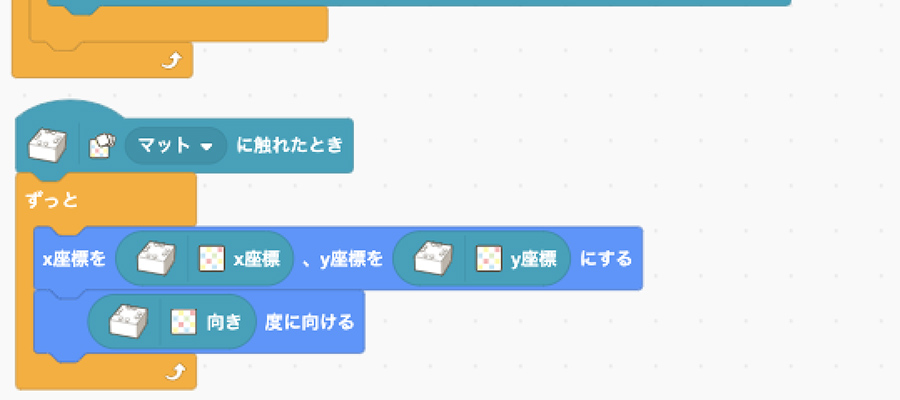 マット に触れたとき
ずっと
x座標を x座標 、y座標を y座標 にする
向き 度に向ける